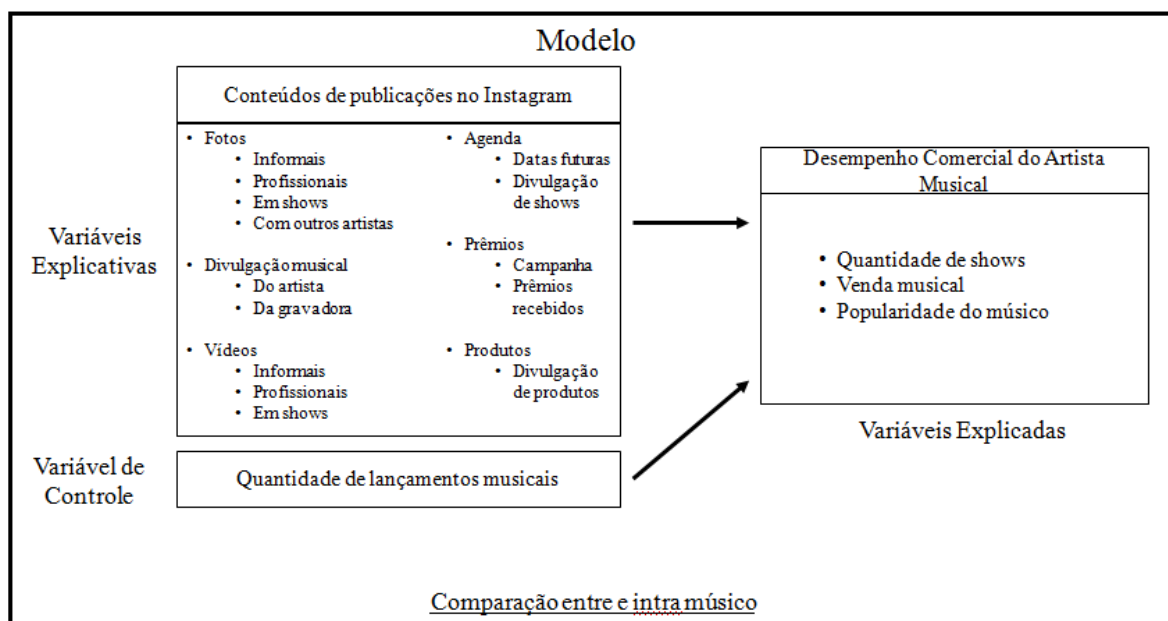 Modelo
Conteúdos de publicações no Instagram
Variáveis
Explicativas
• Fotos
• Informais
• Profissionais
• Em shows
• Com outros artistas
• Divulgação musical
• Do artista
• Da gravadora
• Vídeos
• Informais
• Profissionais
• Em shows
• Agenda
• Datas futuras
• Divulgação
de shows
• Prêmios
• Campanha
• Prêmios
recebidos
• Produtos
• Divulgação
de produtos
Desempenho Comercial do Artista
Musical
• Quantidade de shows
• Venda musical
• Popularidade do músico
Variáveis Explicadas
Variável de
Controle
Quantidade de lançamentos musicais
Comparação entre e intra músico